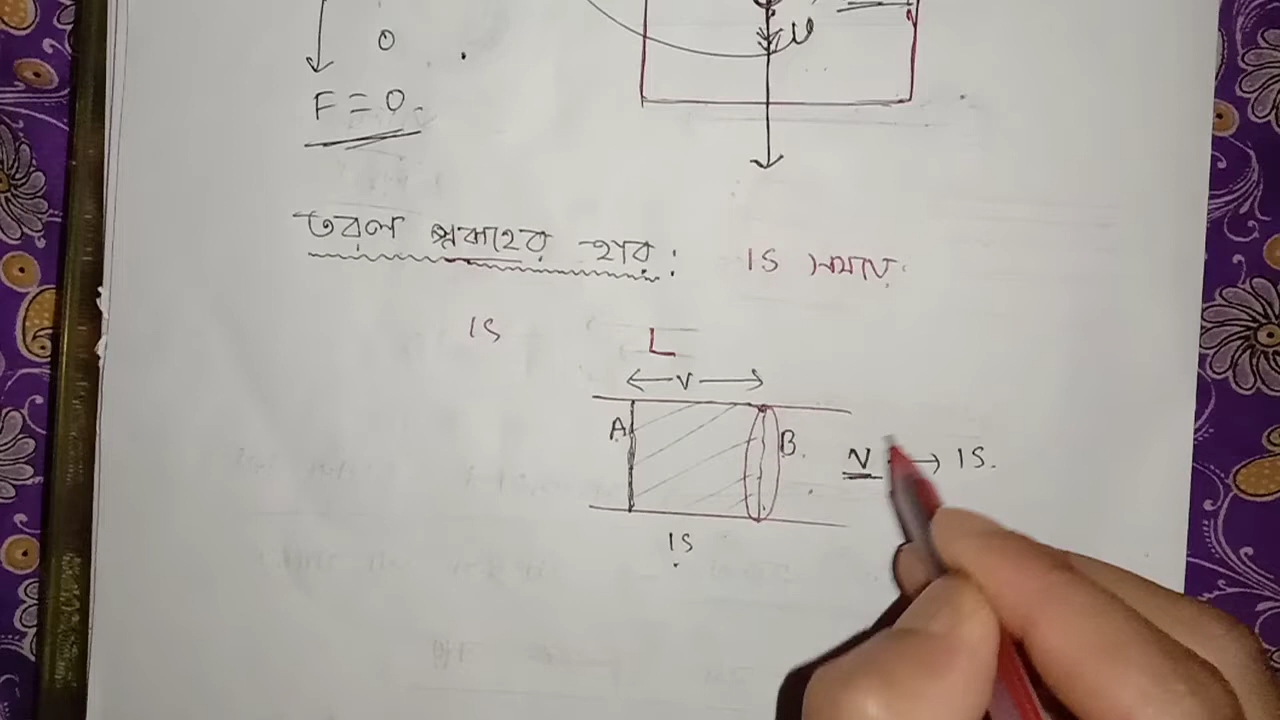 0
F = 0
v
তরল প্রবাহের হার : 1S সময়ে
1S
L
v
A B. v → 1S.
1S